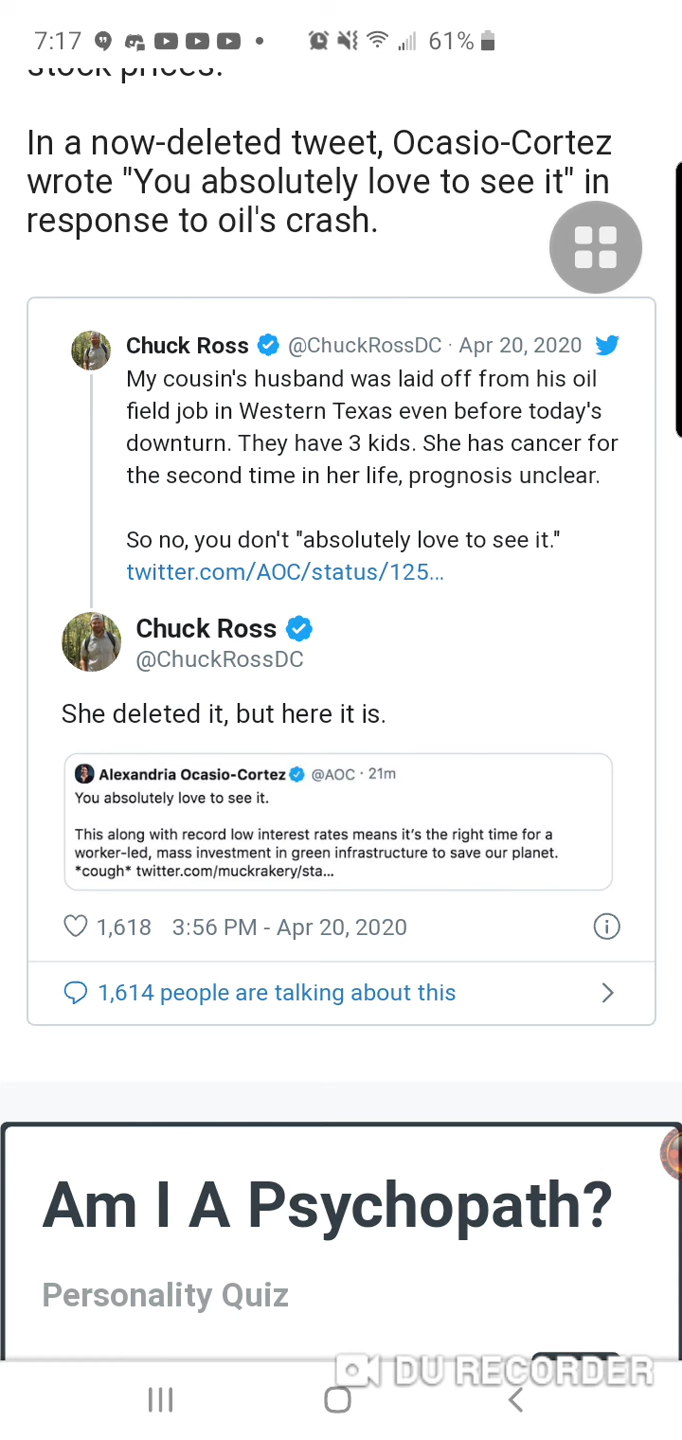 7:17 61%
stock prices.
In a now-deleted tweet, Ocasio-Cortez
wrote "You absolutely love to see it" in
response to oil's crash.
Chuck Ross @ChuckRossDC · Apr 20, 2020
My cousin's husband was laid off from his oil
field job in Western Texas even before today's
downturn. They have 3 kids. She has cancer for
the second time in her life, prognosis unclear.
So no, you don't "absolutely love to see it."
twitter.com/AOC/status/125...
Chuck Ross
@ChuckRossDC
She deleted it, but here it is.
Alexandria Ocasio-Cortez @AOC · 21m
You absolutely love to see it.
This along with record low interest rates means it's the right time for a
worker-led, mass investment in green infrastructure to save our planet.
*cough* twitter.com/muckrakery/sta...
1,618 3:56 PM - Apr 20, 2020
1,614 people are talking about this
Am I A Psychopath?
Personality Quiz
DU RECORDER